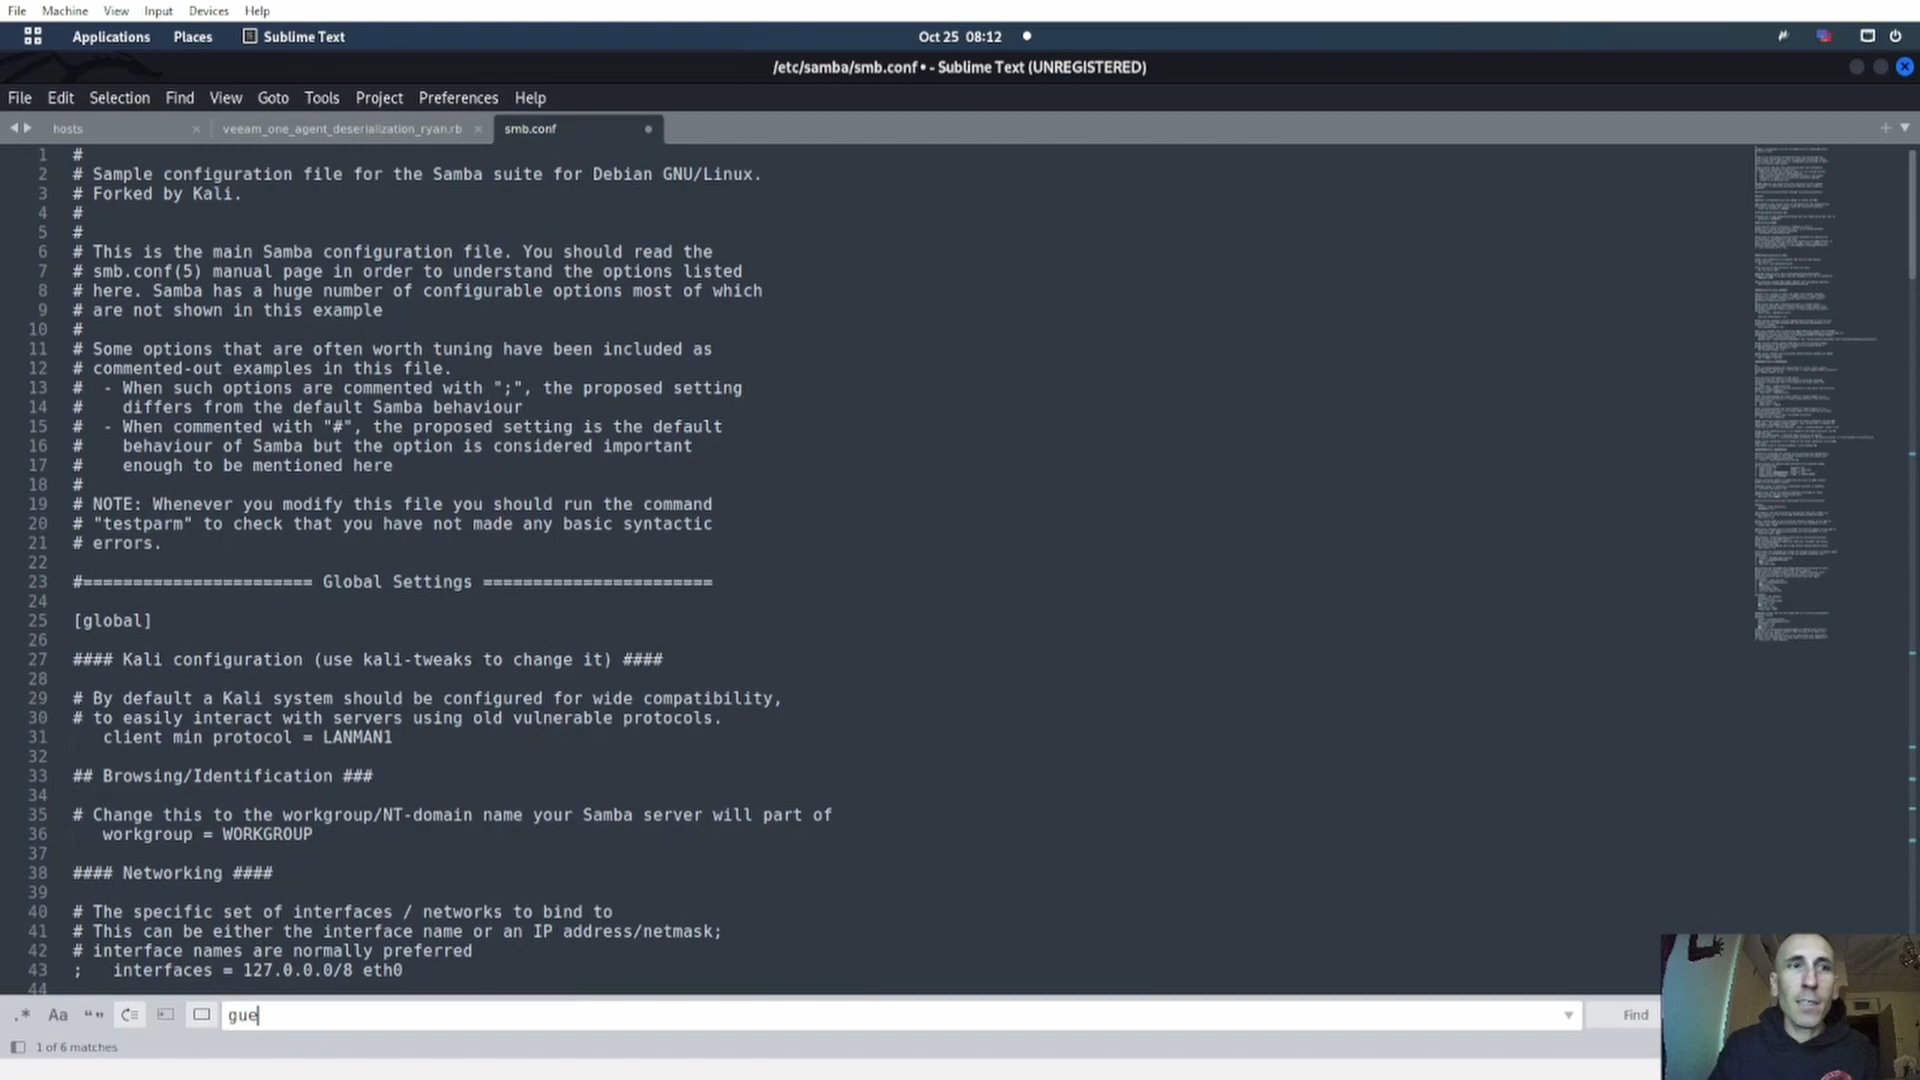 File Machine View Input Devices Help
Applications Places Sublime Text Oct 25 08:12
/etc/samba/smb.conf • - Sublime Text (UNREGISTERED)
File Edit Selection Find View Goto Tools Project Preferences Help
hosts × veeam_one_agent_deserialization_ryan.rb × smb.conf
1 #
2 # Sample configuration file for the Samba suite for Debian GNU/Linux.
3 # Forked by Kali.
4 #
5 #
6 # This is the main Samba configuration file. You should read the
7 # smb.conf(5) manual page in order to understand the options listed
8 # here. Samba has a huge number of configurable options most of which
9 # are not shown in this example
10 #
11 # Some options that are often worth tuning have been included as
12 # commented-out examples in this file.
13 #  - When such options are commented with ";", the proposed setting
14 #    differs from the default Samba behaviour
15 #  - When commented with "#", the proposed setting is the default
16 #    behaviour of Samba but the option is considered important
17 #    enough to be mentioned here
18 #
19 # NOTE: Whenever you modify this file you should run the command
20 # "testparm" to check that you have not made any basic syntactic
21 # errors.
22
23 #======================= Global Settings =======================
24
25 [global]
26
27 #### Kali configuration (use kali-tweaks to change it) ####
28
29 # By default a Kali system should be configured for wide compatibility,
30 # to easily interact with servers using old vulnerable protocols.
31    client min protocol = LANMAN1
32
33 ## Browsing/Identification ###
34
35 # Change this to the workgroup/NT-domain name your Samba server will part of
36    workgroup = WORKGROUP
37
38 #### Networking ####
39
40 # The specific set of interfaces / networks to bind to
41 # This can be either the interface name or an IP address/netmask;
42 # interface names are normally preferred
43 ;   interfaces = 127.0.0.0/8 eth0
44
.* Aa “” gue Find
1 of 6 matches